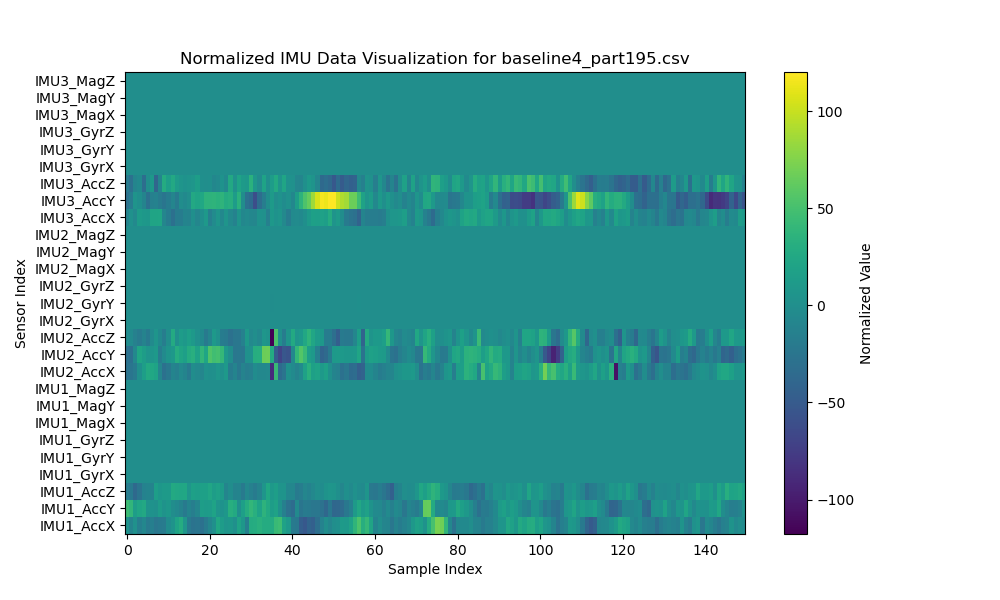 Normalized IMU Data Visualization for baseline4_part195.csv
IMU3_MagZ
IMU3_MagY
IMU3_MagX
IMU3_GyrZ
IMU3_GyrY
IMU3_GyrX
IMU3_AccZ
IMU3_AccY
IMU3_AccX
IMU2_MagZ
IMU2_MagY
IMU2_MagX
IMU2_GyrZ
IMU2_GyrY
IMU2_GyrX
IMU2_AccZ
IMU2_AccY
IMU2_AccX
IMU1_MagZ
IMU1_MagY
IMU1_MagX
IMU1_GyrZ
IMU1_GyrY
IMU1_GyrX
IMU1_AccZ
IMU1_AccY
IMU1_AccX
Sensor Index
0 20 40 60 80 100 120 140
Sample Index
100
50
0
−50
−100
Normalized Value